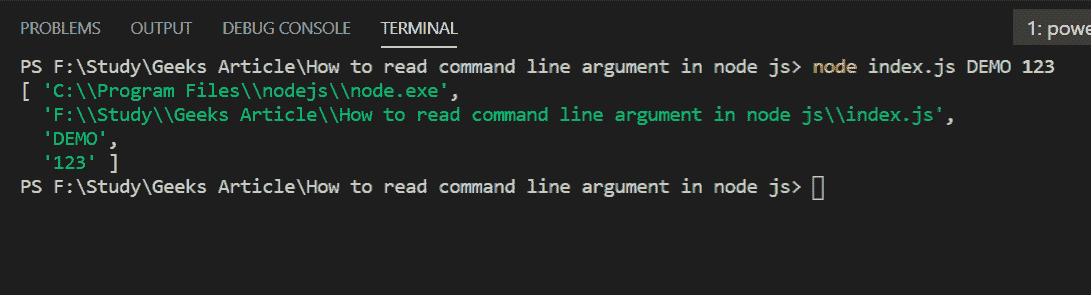 PROBLEMS OUTPUT DEBUG CONSOLE TERMINAL 1: powe
PS F:\Study\Geeks Article\How to read command line argument in node js> node index.js DEMO 123
[ 'C:\\Program Files\\nodejs\\node.exe',
'F:\\Study\\Geeks Article\\How to read command line argument in node js\\index.js',
'DEMO',
'123' ]
PS F:\Study\Geeks Article\How to read command line argument in node js>